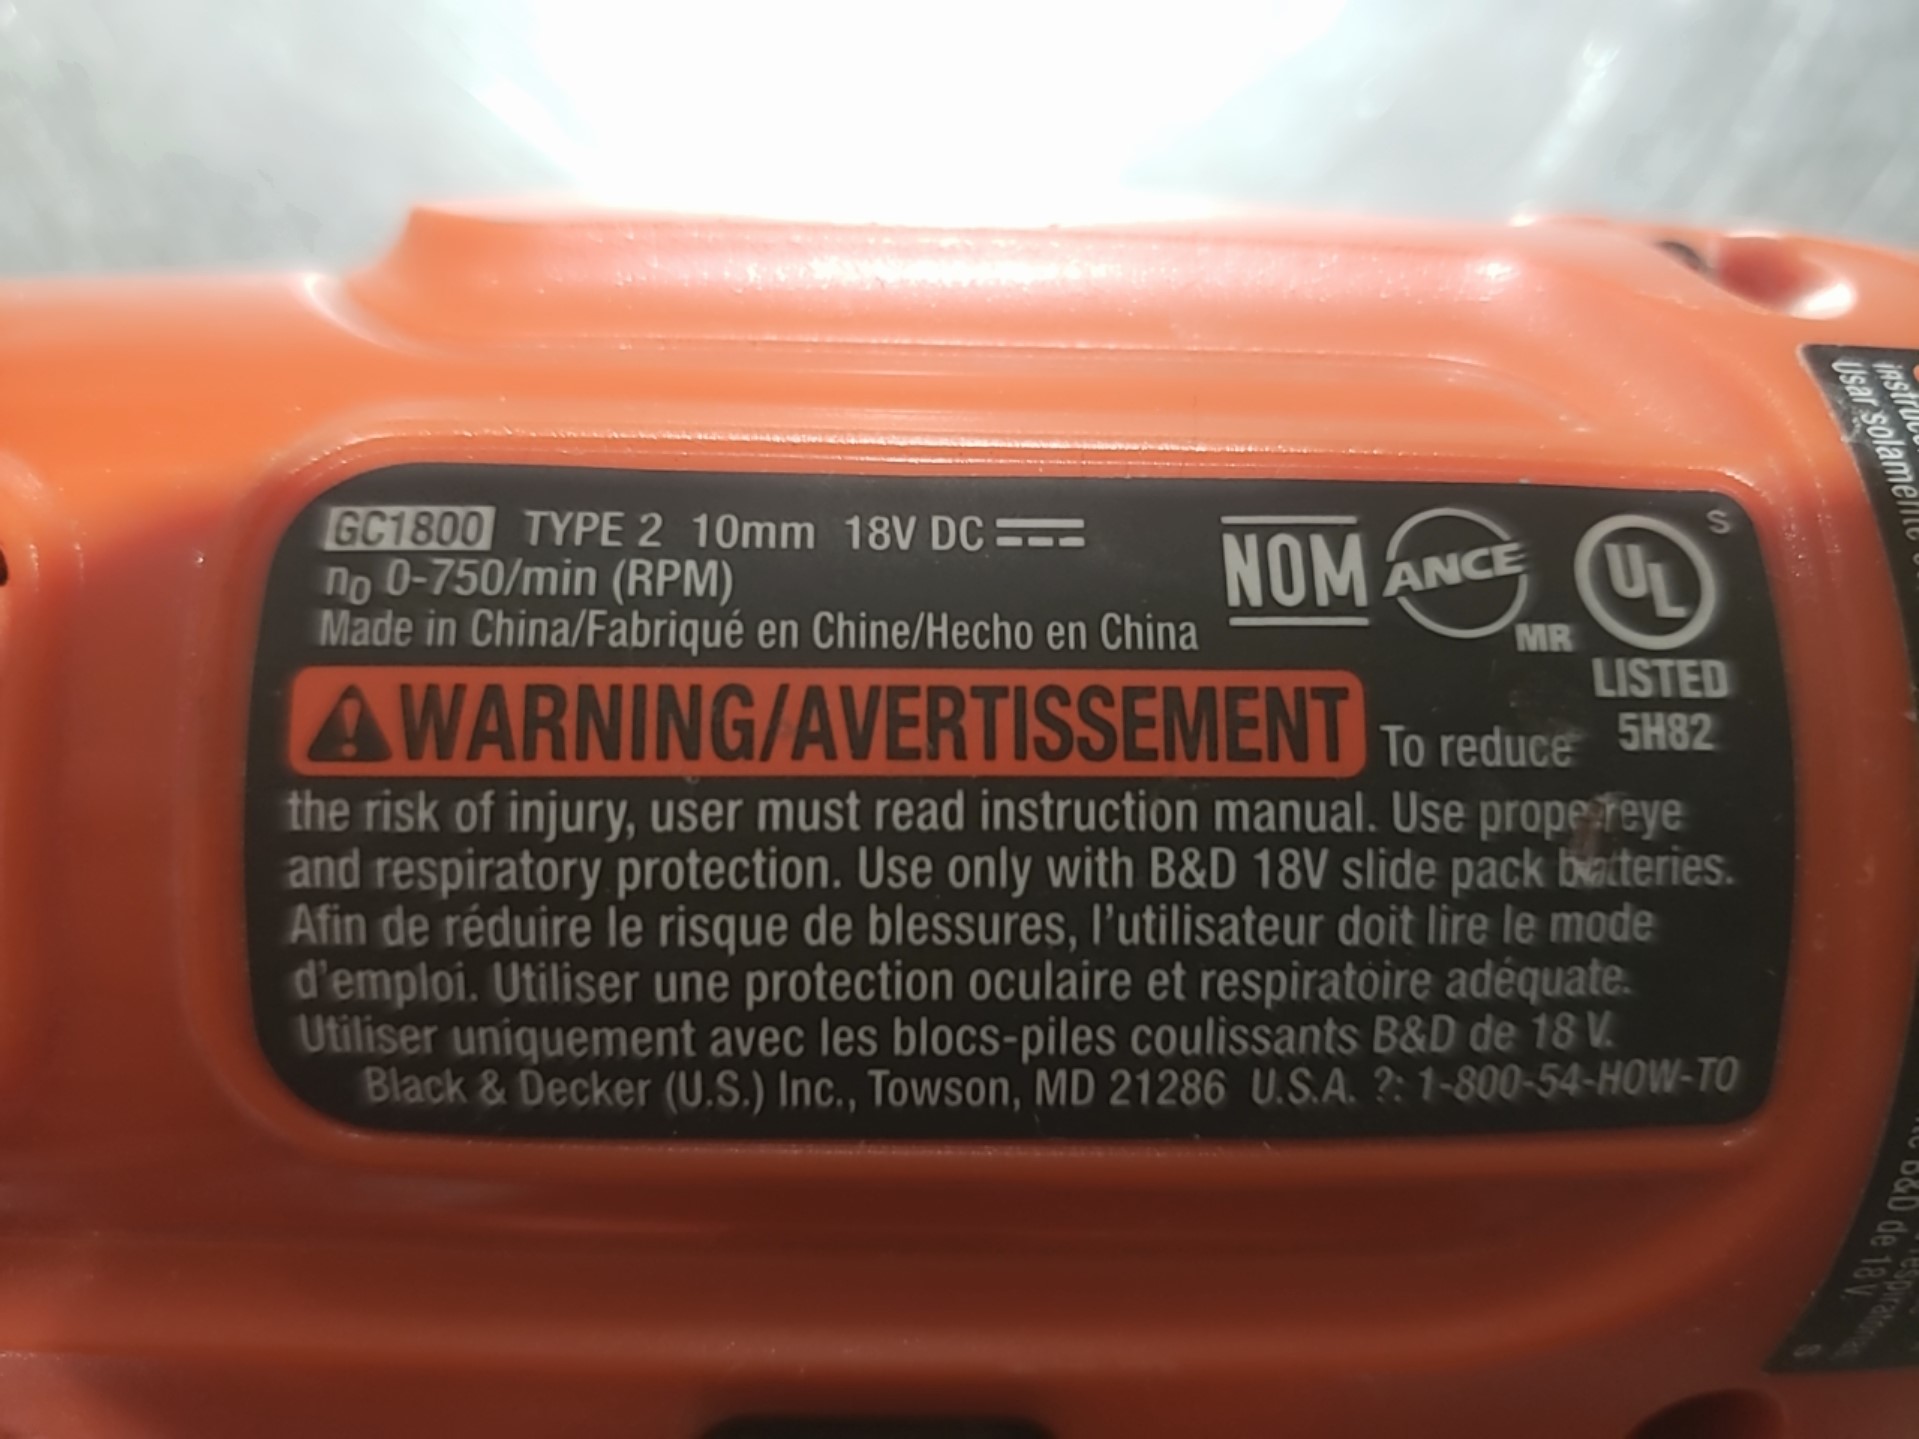 GC1800 TYPE 2 10mm 18V DC
n₀ 0-750/min (RPM)
Made in China/Fabriqué en Chine/Hecho en China
NOM ANCE MR UL S
LISTED
5H82
WARNING/AVERTISSEMENT To reduce
the risk of injury, user must read instruction manual. Use proper eye
and respiratory protection. Use only with B&D 18V slide pack batteries.
Afin de réduire le risque de blessures, l'utilisateur doit lire le mode
d'emploi. Utiliser une protection oculaire et respiratoire adéquate.
Utiliser uniquement avec les blocs-piles coulissants B&D de 18 V.
Black & Decker (U.S.) Inc., Towson, MD 21286 U.S.A. ?: 1-800-54-HOW-TO
Usar solamente
B&D de 18 V.